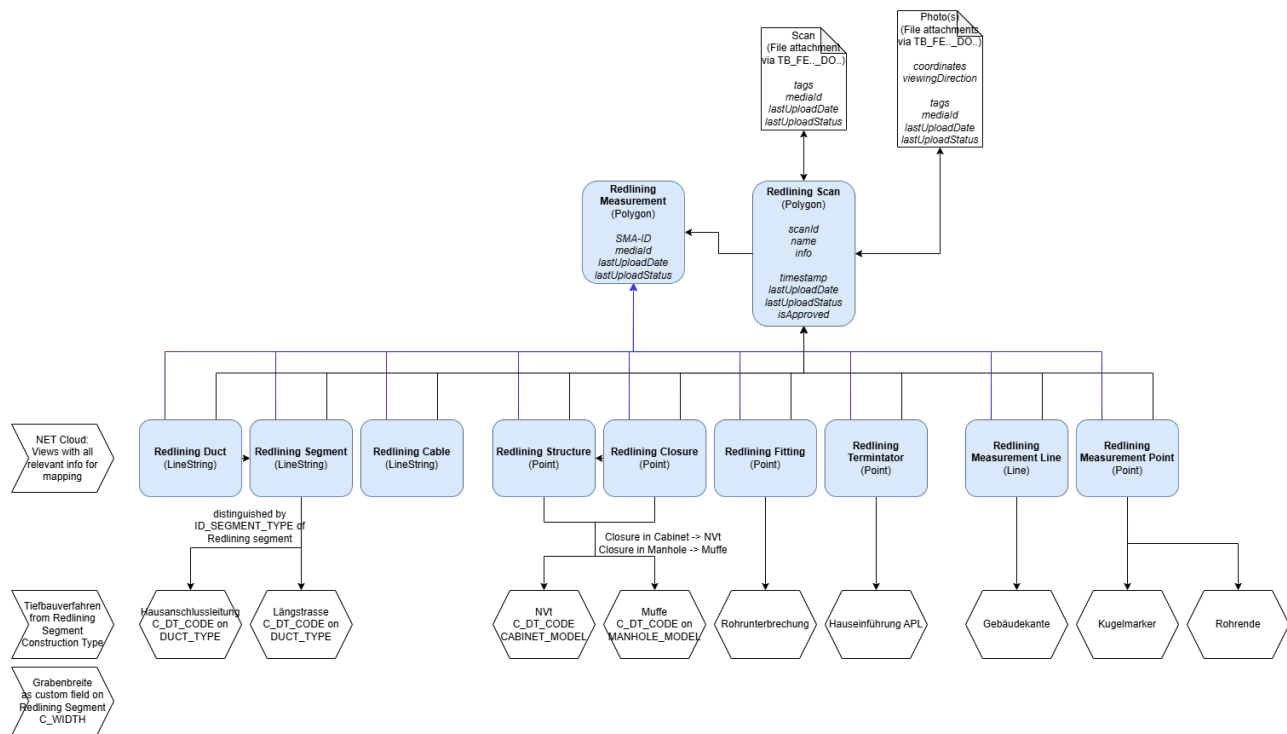 Photo(s)
(File attachments
via TB_FE.._DO..)
coordinates
viewingDirection
tags
mediaId
lastUploadDate
lastUploadStatus
Scan
(File attachment
via TB_FE.._DO..)
tags
mediaId
lastUploadDate
lastUploadStatus
Redlining
Measurement
(Polygon)
SMA-ID
mediaId
lastUploadDate
lastUploadStatus
Redlining Scan
(Polygon)
scanId
name
info
timestamp
lastUploadDate
lastUploadStatus
isApproved
NET Cloud:
Views with all
relevant info for
mapping
Redlining Duct
(LineString)
Redlining Segment
(LineString)
Redlining Cable
(LineString)
Redlining Structure
(Point)
Redlining Closure
(Point)
Redlining Fitting
(Point)
Redlining
Termintator
(Point)
Redlining
Measurement Line
(Line)
Redlining
Measurement Point
(Point)
distinguished by
ID_SEGMENT_TYPE of
Redlining segment
Closure in Cabinet -> NVt
Closure in Manhole -> Muffe
Tiefbauverfahren
from Redlining
Segment
Construction Type
Hausanschlussleitung
C_DT_CODE on
DUCT_TYPE
Längstrasse
C_DT_CODE on
DUCT_TYPE
NVt
C_DT_CODE
CABINET_MODEL
Muffe
C_DT_CODE on
MANHOLE_MODEL
Rohrunterbrechung
Hauseinführung APL
Gebäudekante
Kugelmarker
Rohrende
Grabenbreite
as custom field on
Redlining Segment
C_WIDTH